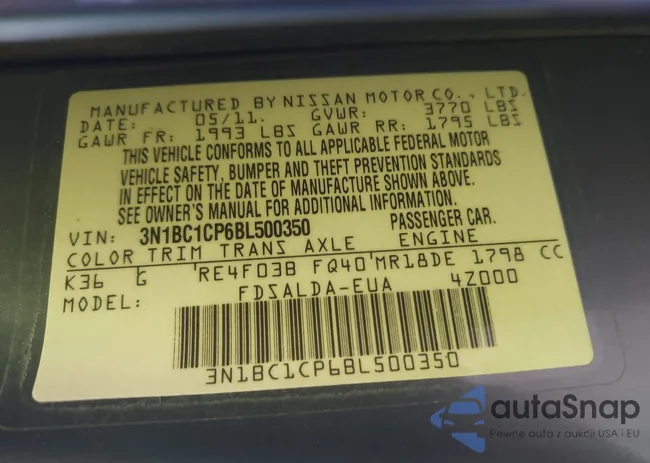 MANUFACTURED BY NISSAN MOTOR CO., LTD.
DATE: 05/11. GVWR: 3770 LBS
GAWR FR: 1993 LBS GAWR RR: 1795 LBS
THIS VEHICLE CONFORMS TO ALL APPLICABLE FEDERAL MOTOR
VEHICLE SAFETY, BUMPER AND THEFT PREVENTION STANDARDS
IN EFFECT ON THE DATE OF MANUFACTURE SHOWN ABOVE.
SEE OWNER'S MANUAL FOR ADDITIONAL INFORMATION.
VIN: 3N1BC1CP6BL500350 PASSENGER CAR.
COLOR TRIM TRANS AXLE ENGINE
K36 G RE4F03B FQ40 MR18DE 1798 CC
MODEL: FDSALDA-EUA 4Z000
3N1BC1CP6BL500350
autaSnap
Pewne auta z aukcji USA i EU